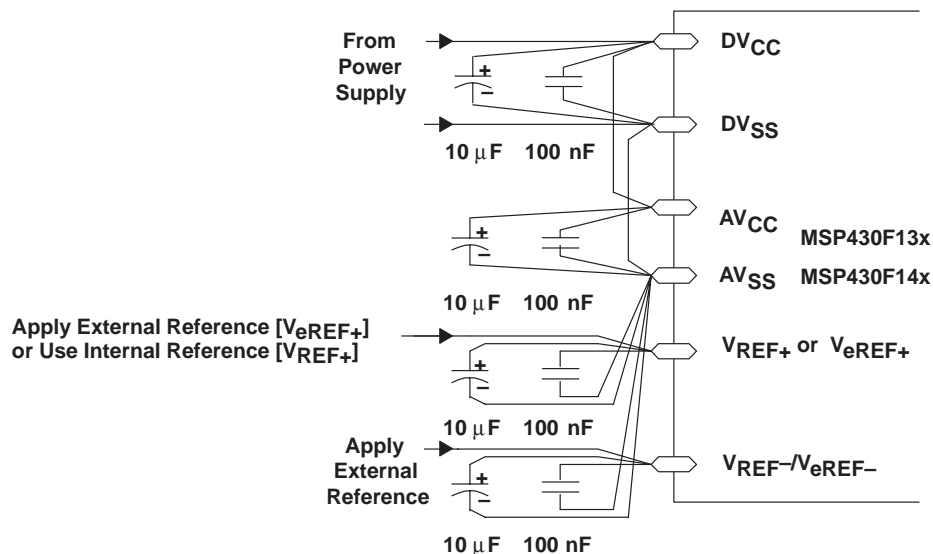 From
Power
Supply
DVCC
DVSS
10 μF 100 nF
AVCC
MSP430F13x
AVSS MSP430F14x
10 μF 100 nF
Apply External Reference [VeREF+]
or Use Internal Reference [VREF+]
VREF+ or VeREF+
10 μF 100 nF
Apply
External
Reference
VREF–/VeREF–
10 μF 100 nF